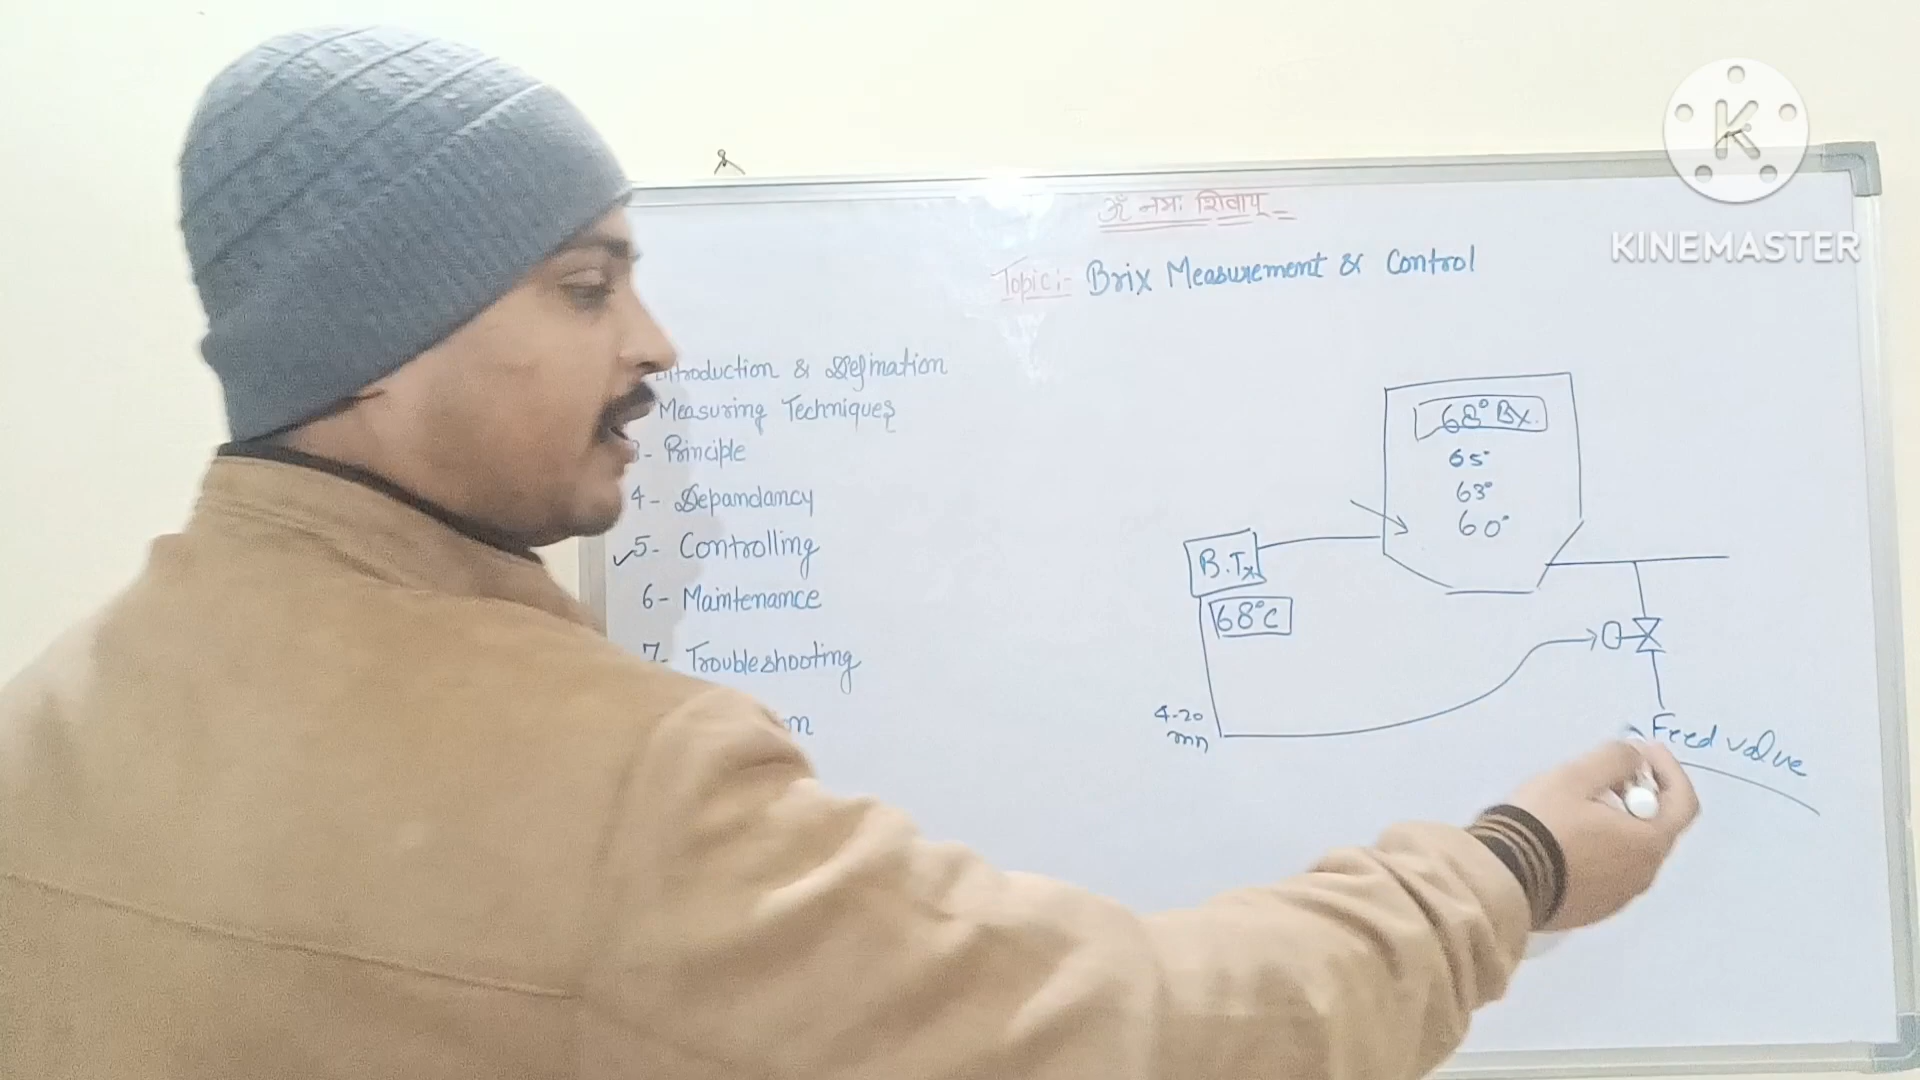 ॐ नमः शिवाय
Topic:- Brix Measurement & Control
Introduction & Defination
Measuring Techniques
3- Principle
4- Depandancy
5- Controlling
6- Maintenance
7- Troubleshooting
68° BX.
65°
63°
60°
B.Tx
68°C
4-20
mA
Feed value
K
KINEMASTER